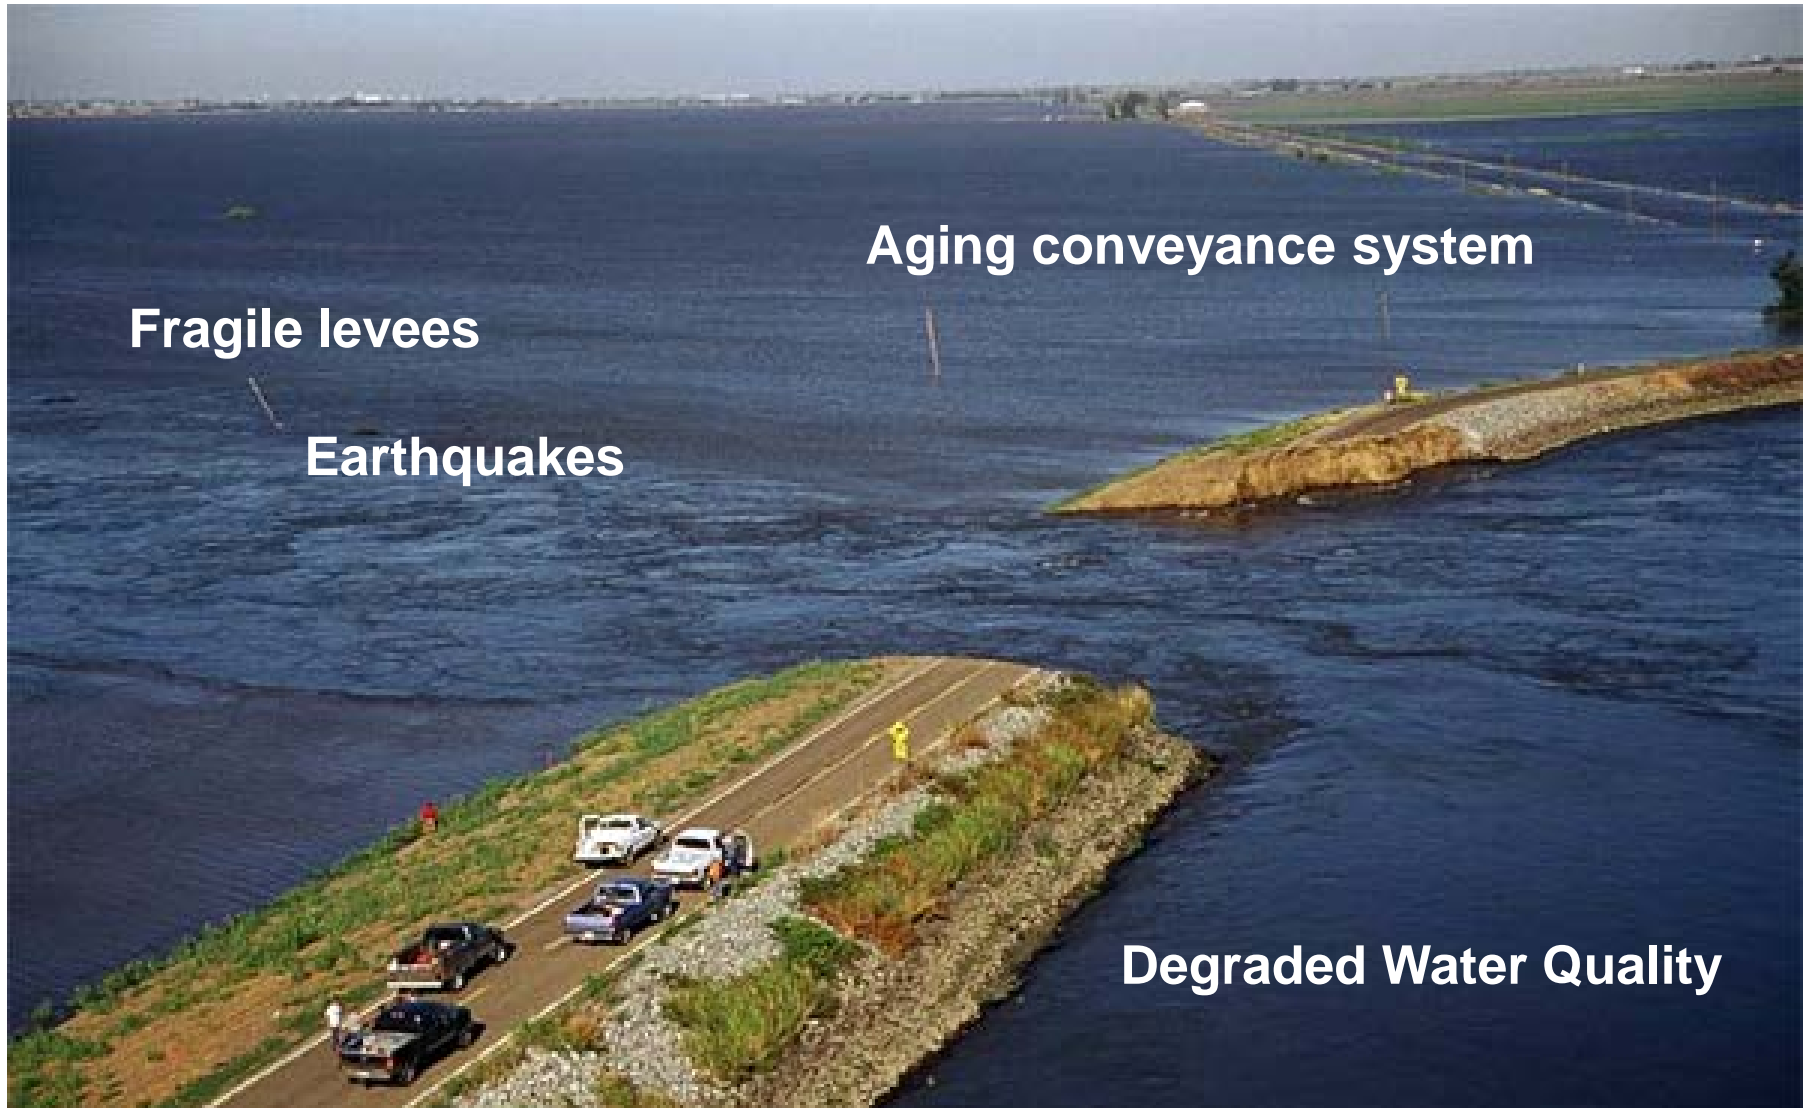 Aging conveyance system
Fragile levees
Earthquakes
Degraded Water Quality